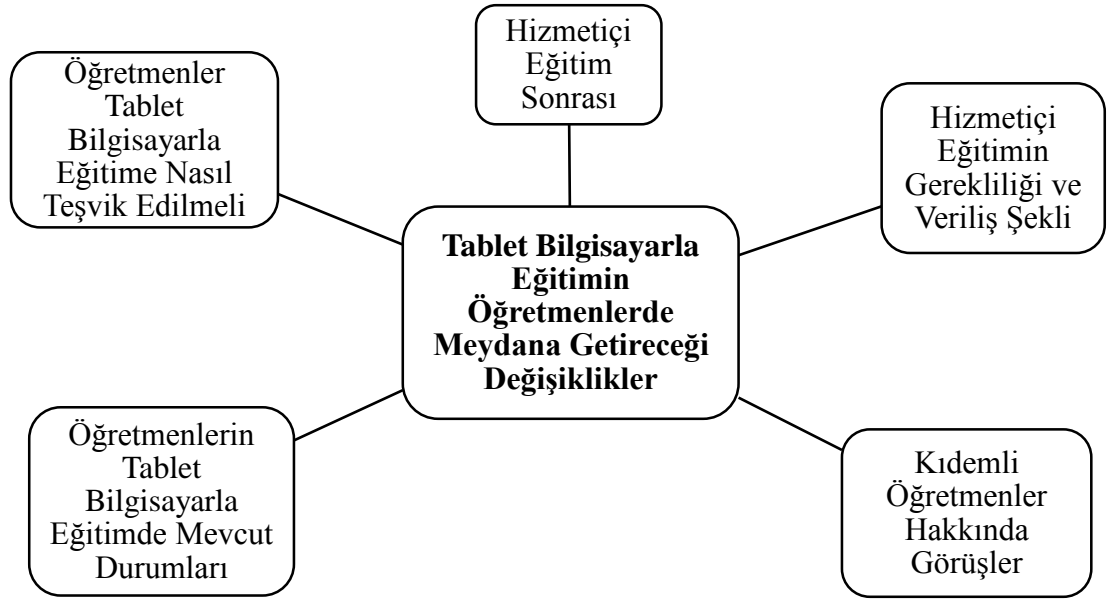 Hizmetiçi
Eğitim
Sonrası
Öğretmenler
Tablet
Bilgisayarla
Eğitime Nasıl
Teşvik Edilmeli
Hizmetiçi
Eğitimin
Gerekliliği ve
Veriliş Şekli
Tablet Bilgisayarla
Eğitimin
Öğretmenlerde
Meydana Getireceği
Değişiklikler
Öğretmenlerin
Tablet
Bilgisayarla
Eğitimde Mevcut
Durumları
Kıdemli
Öğretmenler
Hakkında
Görüşler